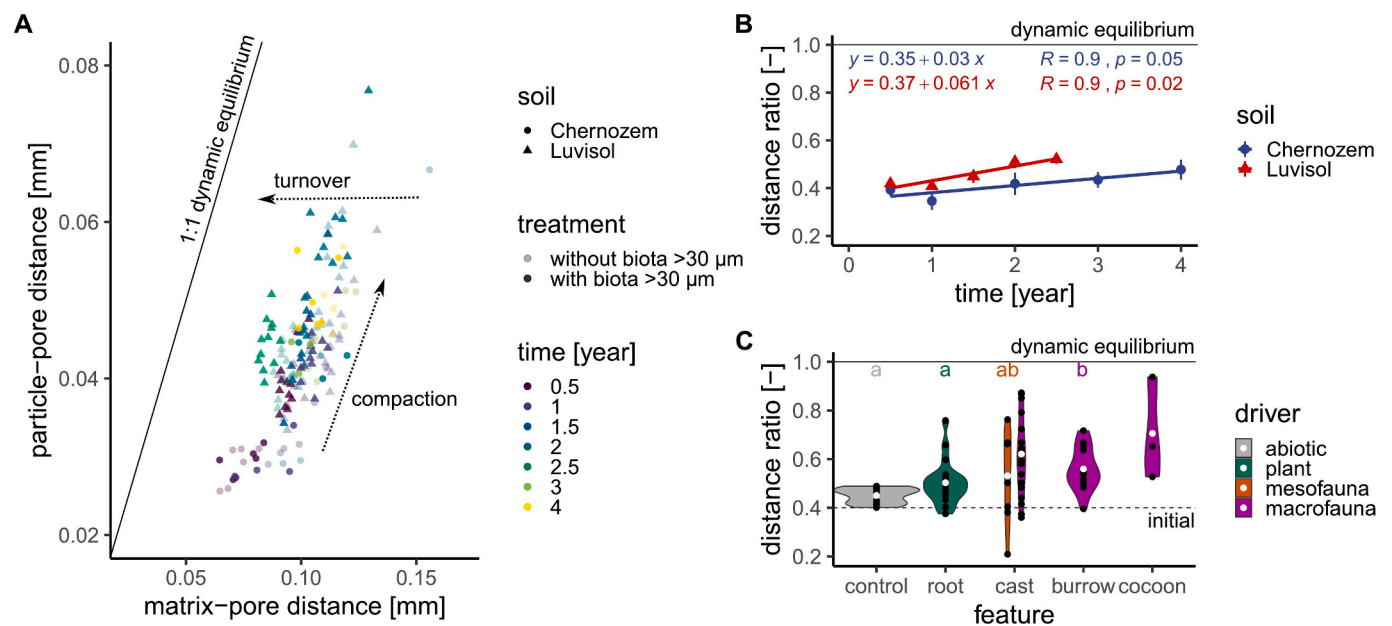 A
particle−pore distance [mm]
0.08
0.06
0.04
0.02
1:1 dynamic equilibrium
turnover
compaction
0.05
0.10
0.15
matrix−pore distance [mm]
soil
Chernozem
Luvisol
treatment
without biota >30 µm
with biota >30 µm
time [year]
0.5
1
1.5
2
2.5
3
4
B
dynamic equilibrium
distance ratio [−]
1.0
0.8
0.6
0.4
0.2
y = 0.35 + 0.03 x
R = 0.9 , p = 0.05
y = 0.37 + 0.061 x
R = 0.9 , p = 0.02
0
1
2
3
4
time [year]
soil
Chernozem
Luvisol
C
dynamic equilibrium
distance ratio [−]
1.0
0.8
0.6
0.4
0.2
a
a
ab
b
initial
control
root
cast
burrow
cocoon
feature
driver
abiotic
plant
mesofauna
macrofauna